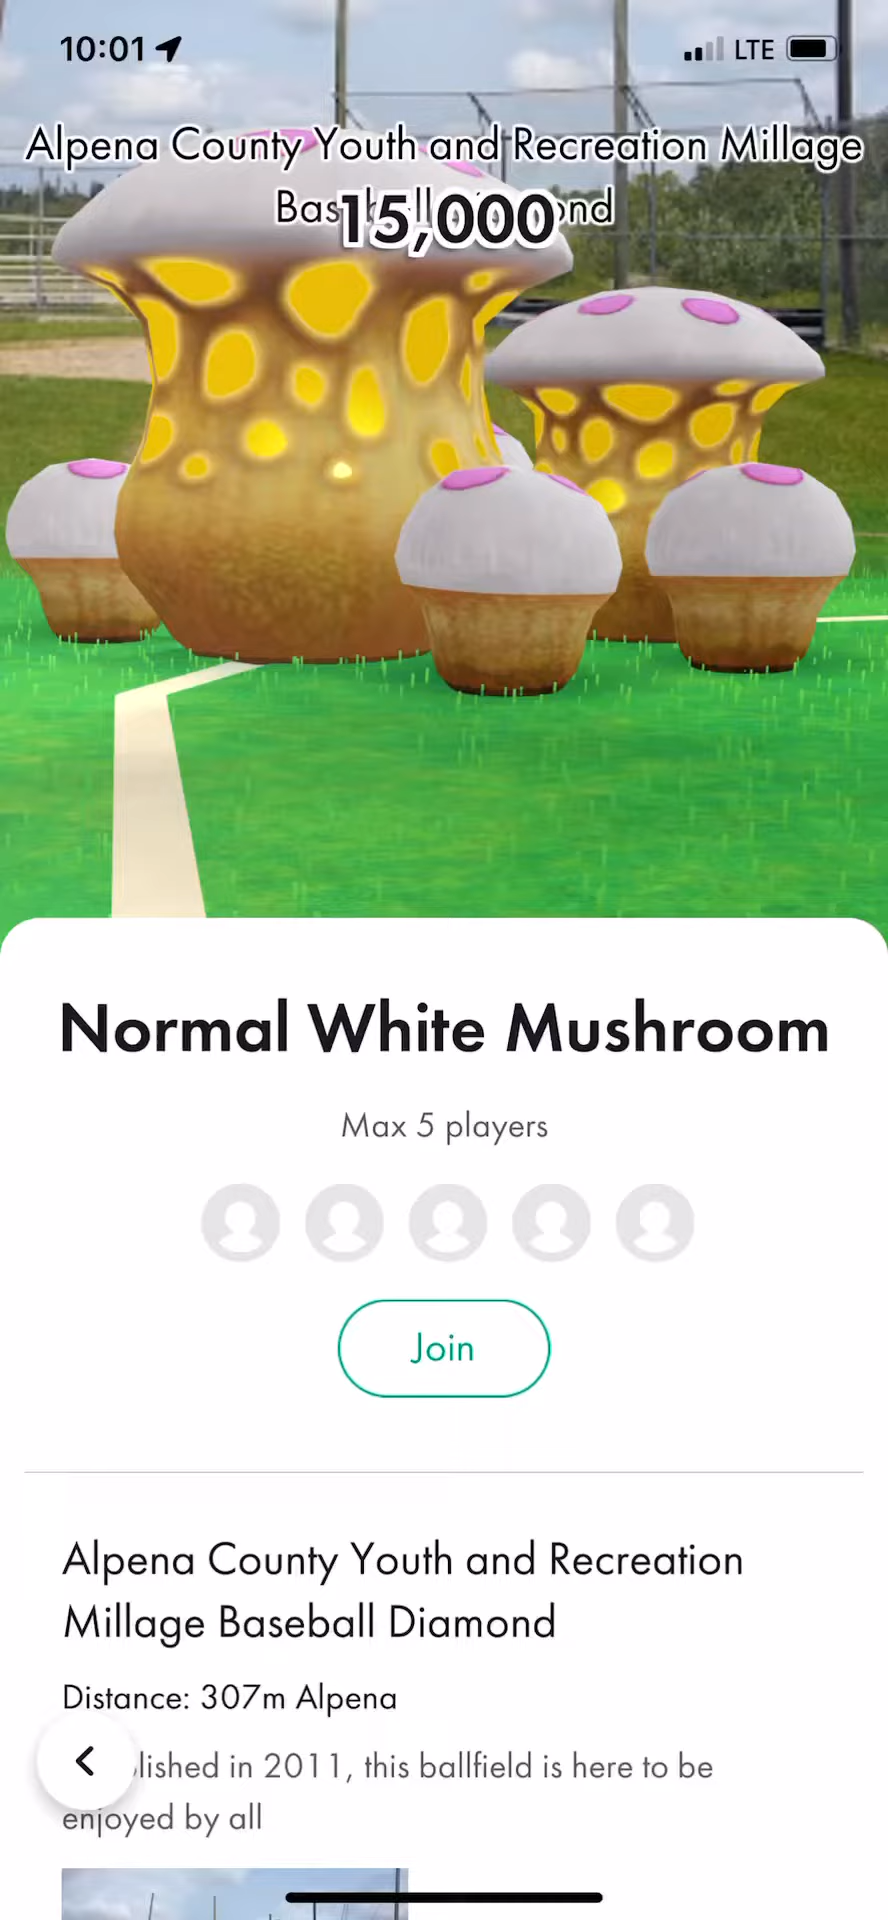 10:01
LTE
Alpena County Youth and Recreation Millage
15,000
Normal White Mushroom
Max 5 players
Join
Alpena County Youth and Recreation
Millage Baseball Diamond
Distance: 307m Alpena
in 2011, this ballfield is here to be
enjoyed by all